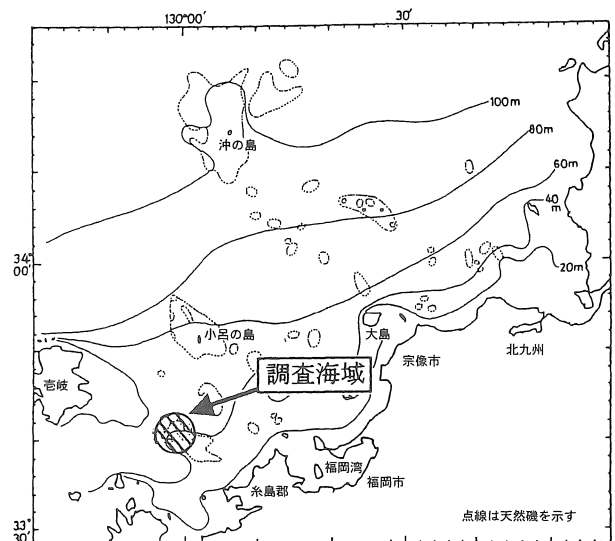 130°00′
30′
100m
80m
60m
40
m
20m
沖の島
34°
00′
小呂の島
大島
宗像市
北九州
壱岐
調査海域
福岡湾
福岡市
糸島郡
点線は天然礁を示す
33°
30′